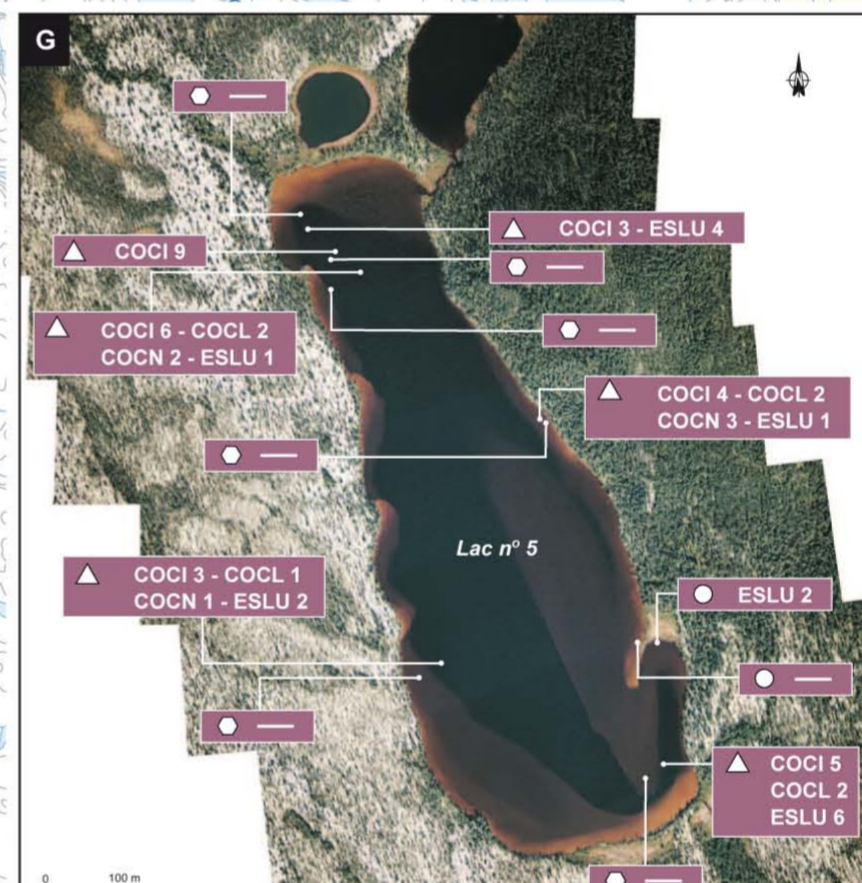 G
COCI 3 - ESLU 4
COCI 9
COCI 6 - COCL 2
COCN 2 - ESLU 1
COCI 4 - COCL 2
COCN 3 - ESLU 1
Lac nº 5
COCI 3 - COCL 1
COCN 1 - ESLU 2
ESLU 2
COCI 5
COCL 2
ESLU 6
0 100 m